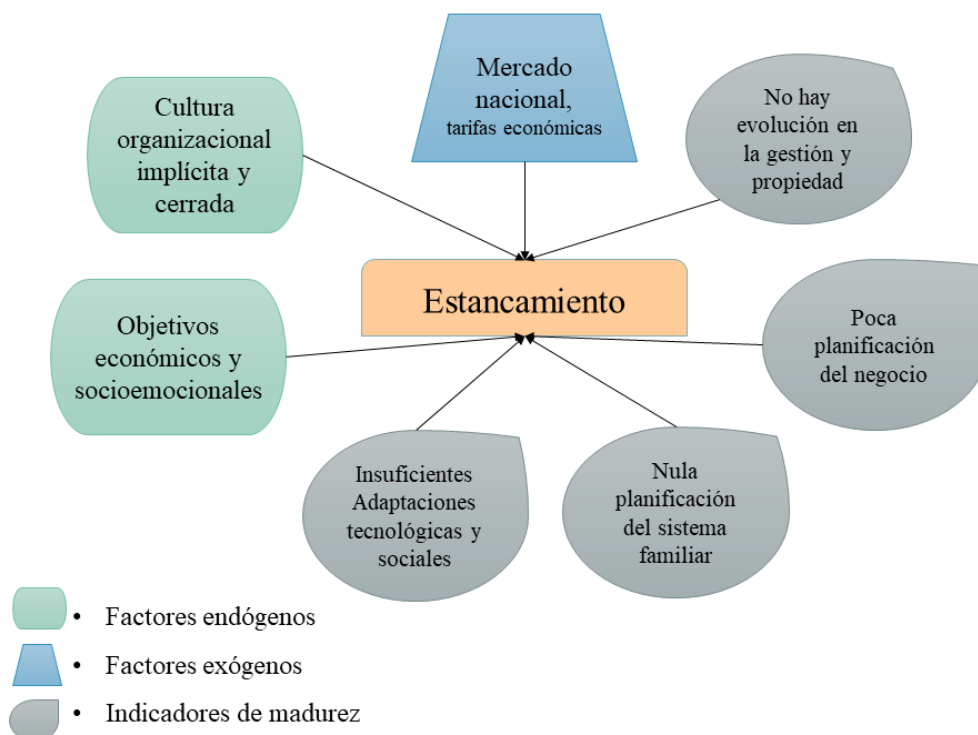 Mercado
nacional,
tarifas económicas
Cultura
organizacional
implícita y
cerrada
No hay
evolución en
la gestión y
propiedad
Estancamiento
Objetivos
económicos y
socioemocionales
Poca
planificación
del negocio
Insuficientes
Adaptaciones
tecnológicas y
sociales
Nula
planificación
del sistema
familiar
• Factores endógenos
• Factores exógenos
• Indicadores de madurez